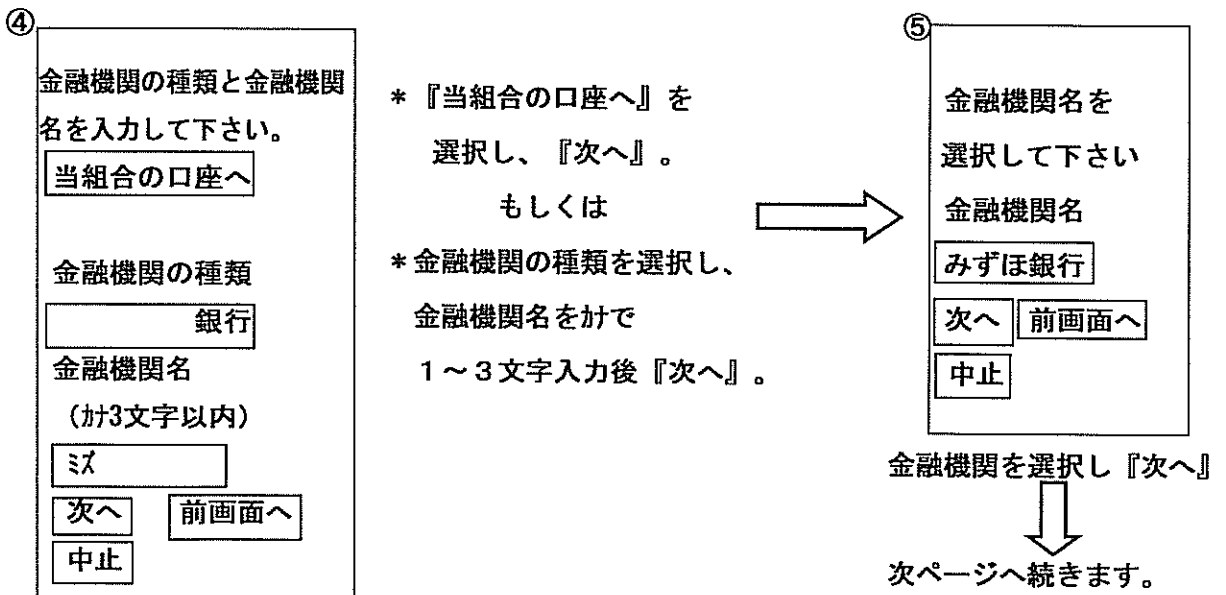 ④
金融機関の種類と金融機関
名を入力して下さい。
当組合の口座へ
金融機関の種類
銀行
金融機関名
（ｶﾅ3文字以内）
ﾐｽﾞ
次へ 前画面へ
中止
＊『当組合の口座へ』を
選択し、『次へ』。
もしくは
＊金融機関の種類を選択し、
金融機関名をｶﾅで
１～３文字入力後『次へ』。
⑤
金融機関名を
選択して下さい
金融機関名
みずほ銀行
次へ 前画面へ
中止
金融機関を選択し『次へ』
次ページへ続きます。